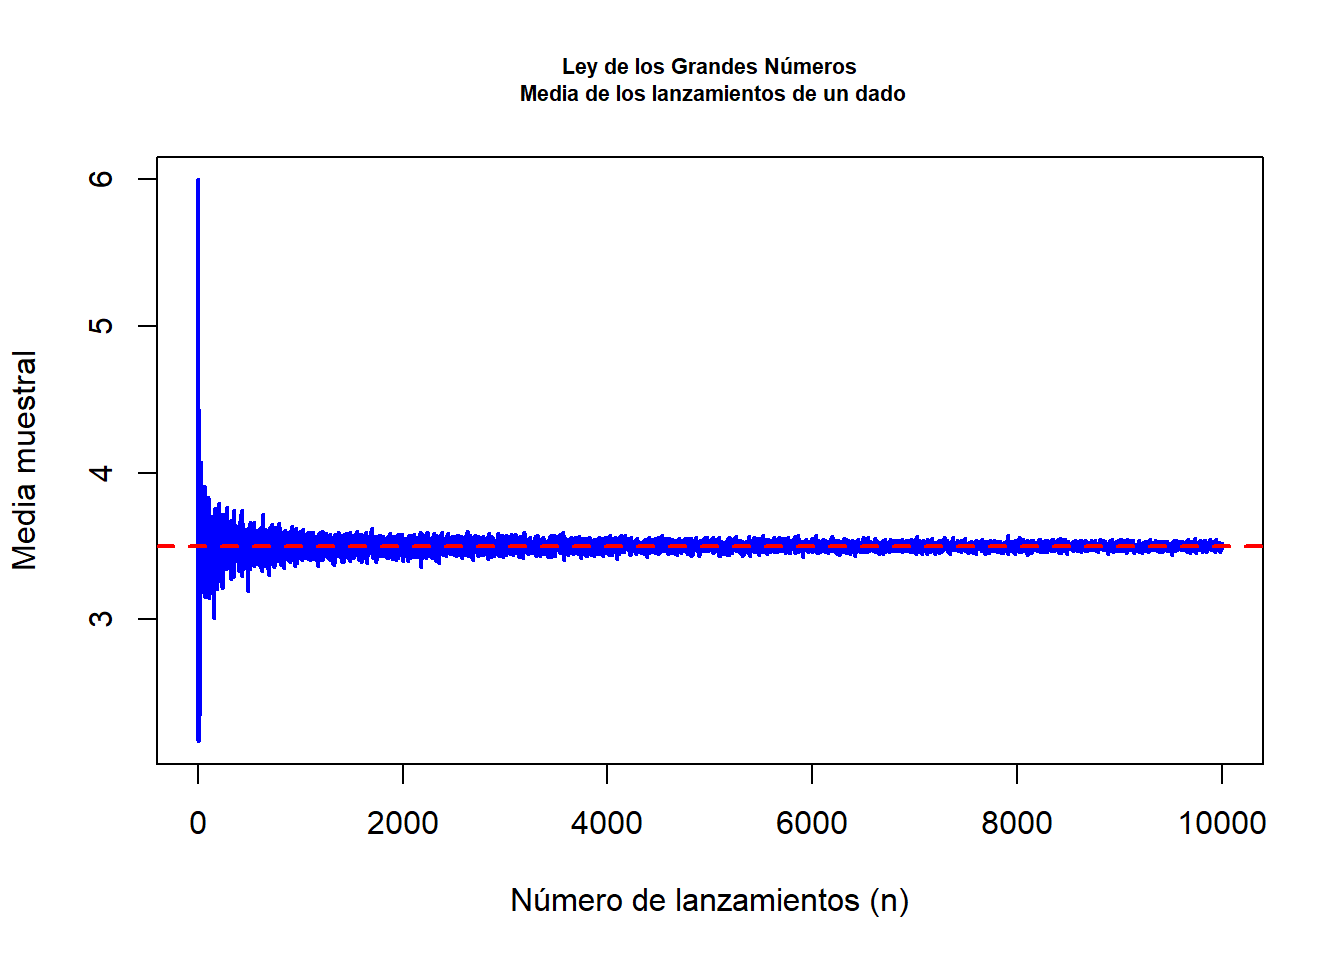 Ley de los Grandes Números
Media de los lanzamientos de un dado
Media muestral
6
5
4
3
0 2000 4000 6000 8000 10000
Número de lanzamientos (n)